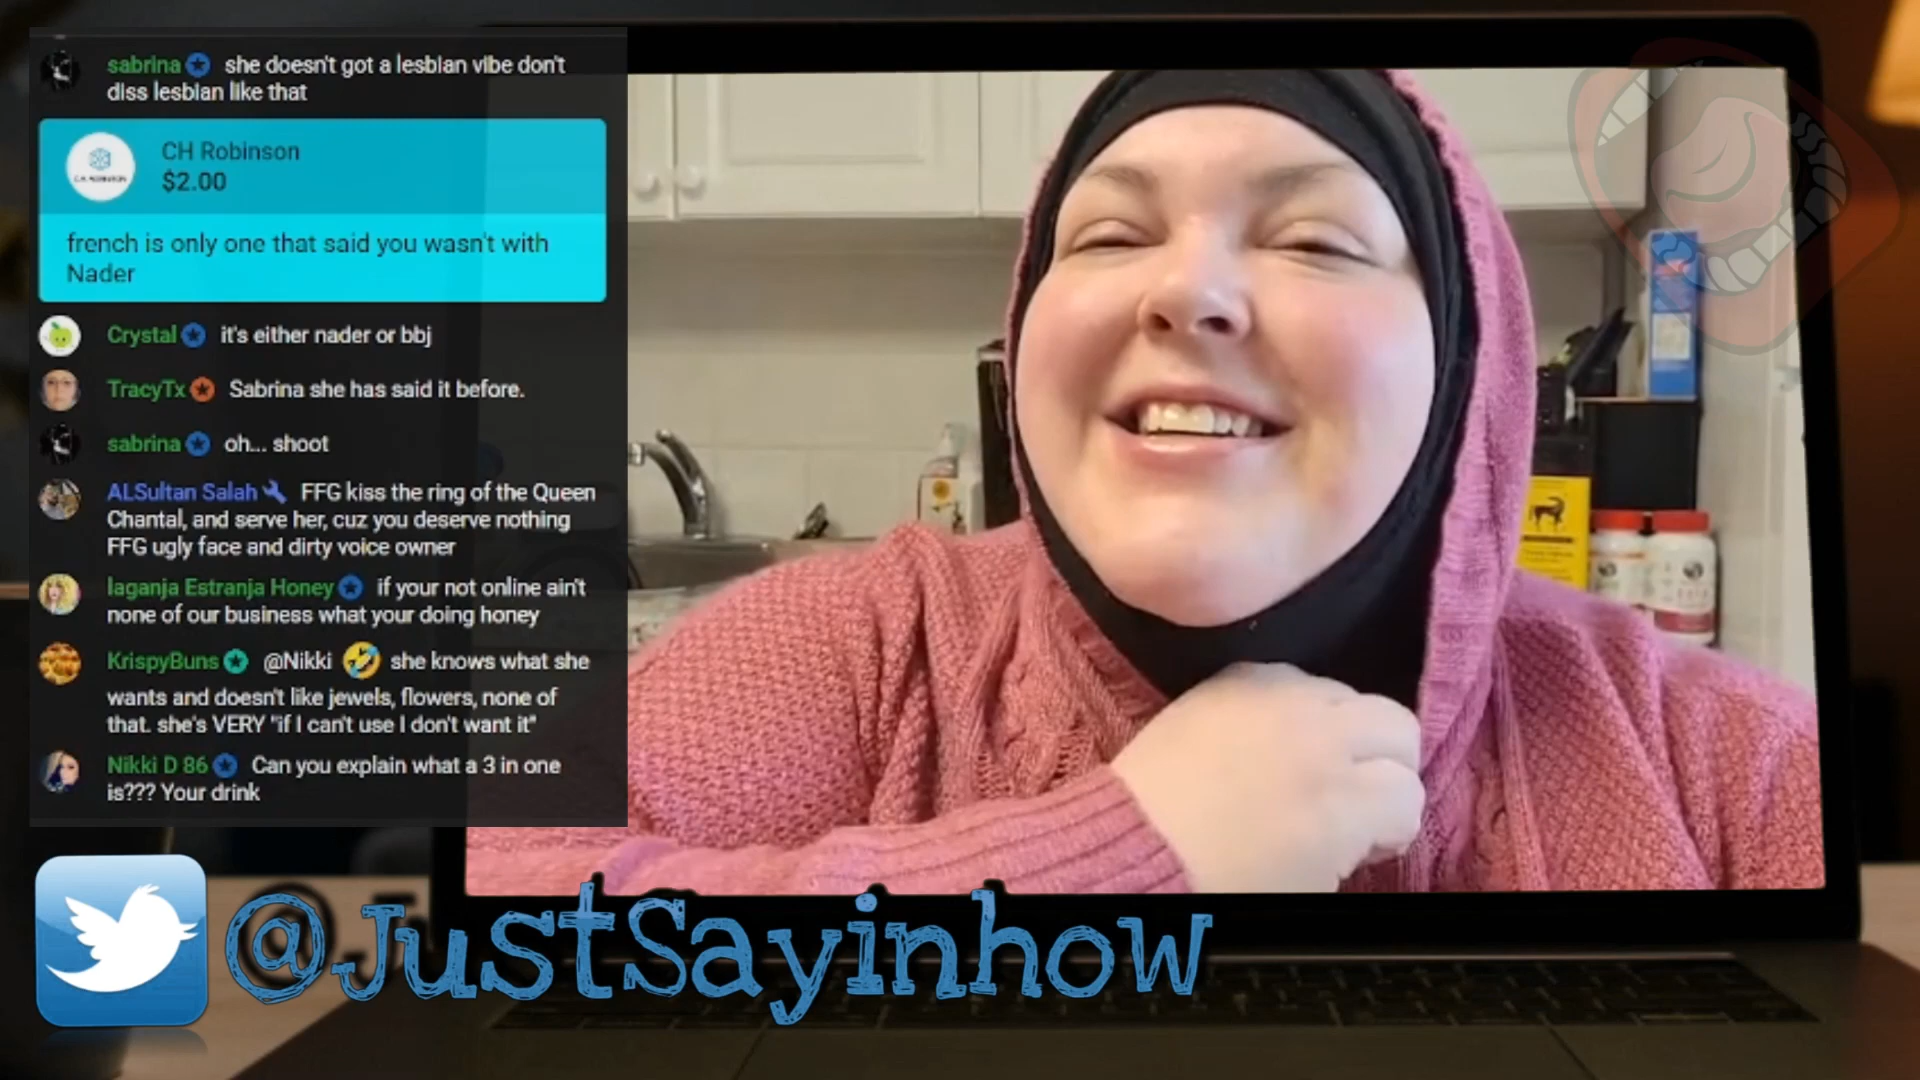 sabrina she doesn't got a lesbian vibe don't
diss lesbian like that
CH Robinson
$2.00
french is only one that said you wasn't with
Nader
Crystal it's either nader or bbj
TracyTx Sabrina she has said it before.
sabrina oh... shoot
ALSultan Salah FFG kiss the ring of the Queen
Chantal, and serve her, cuz you deserve nothing
FFG ugly face and dirty voice owner
laganja Estranja Honey if your not online ain't
none of our business what your doing honey
KrispyBuns @Nikki 🤣 she knows what she
wants and doesn't like jewels, flowers, none of
that. she's VERY "if I can't use I don't want it"
Nikki D 86 Can you explain what a 3 in one
is??? Your drink
@JustSayinhow